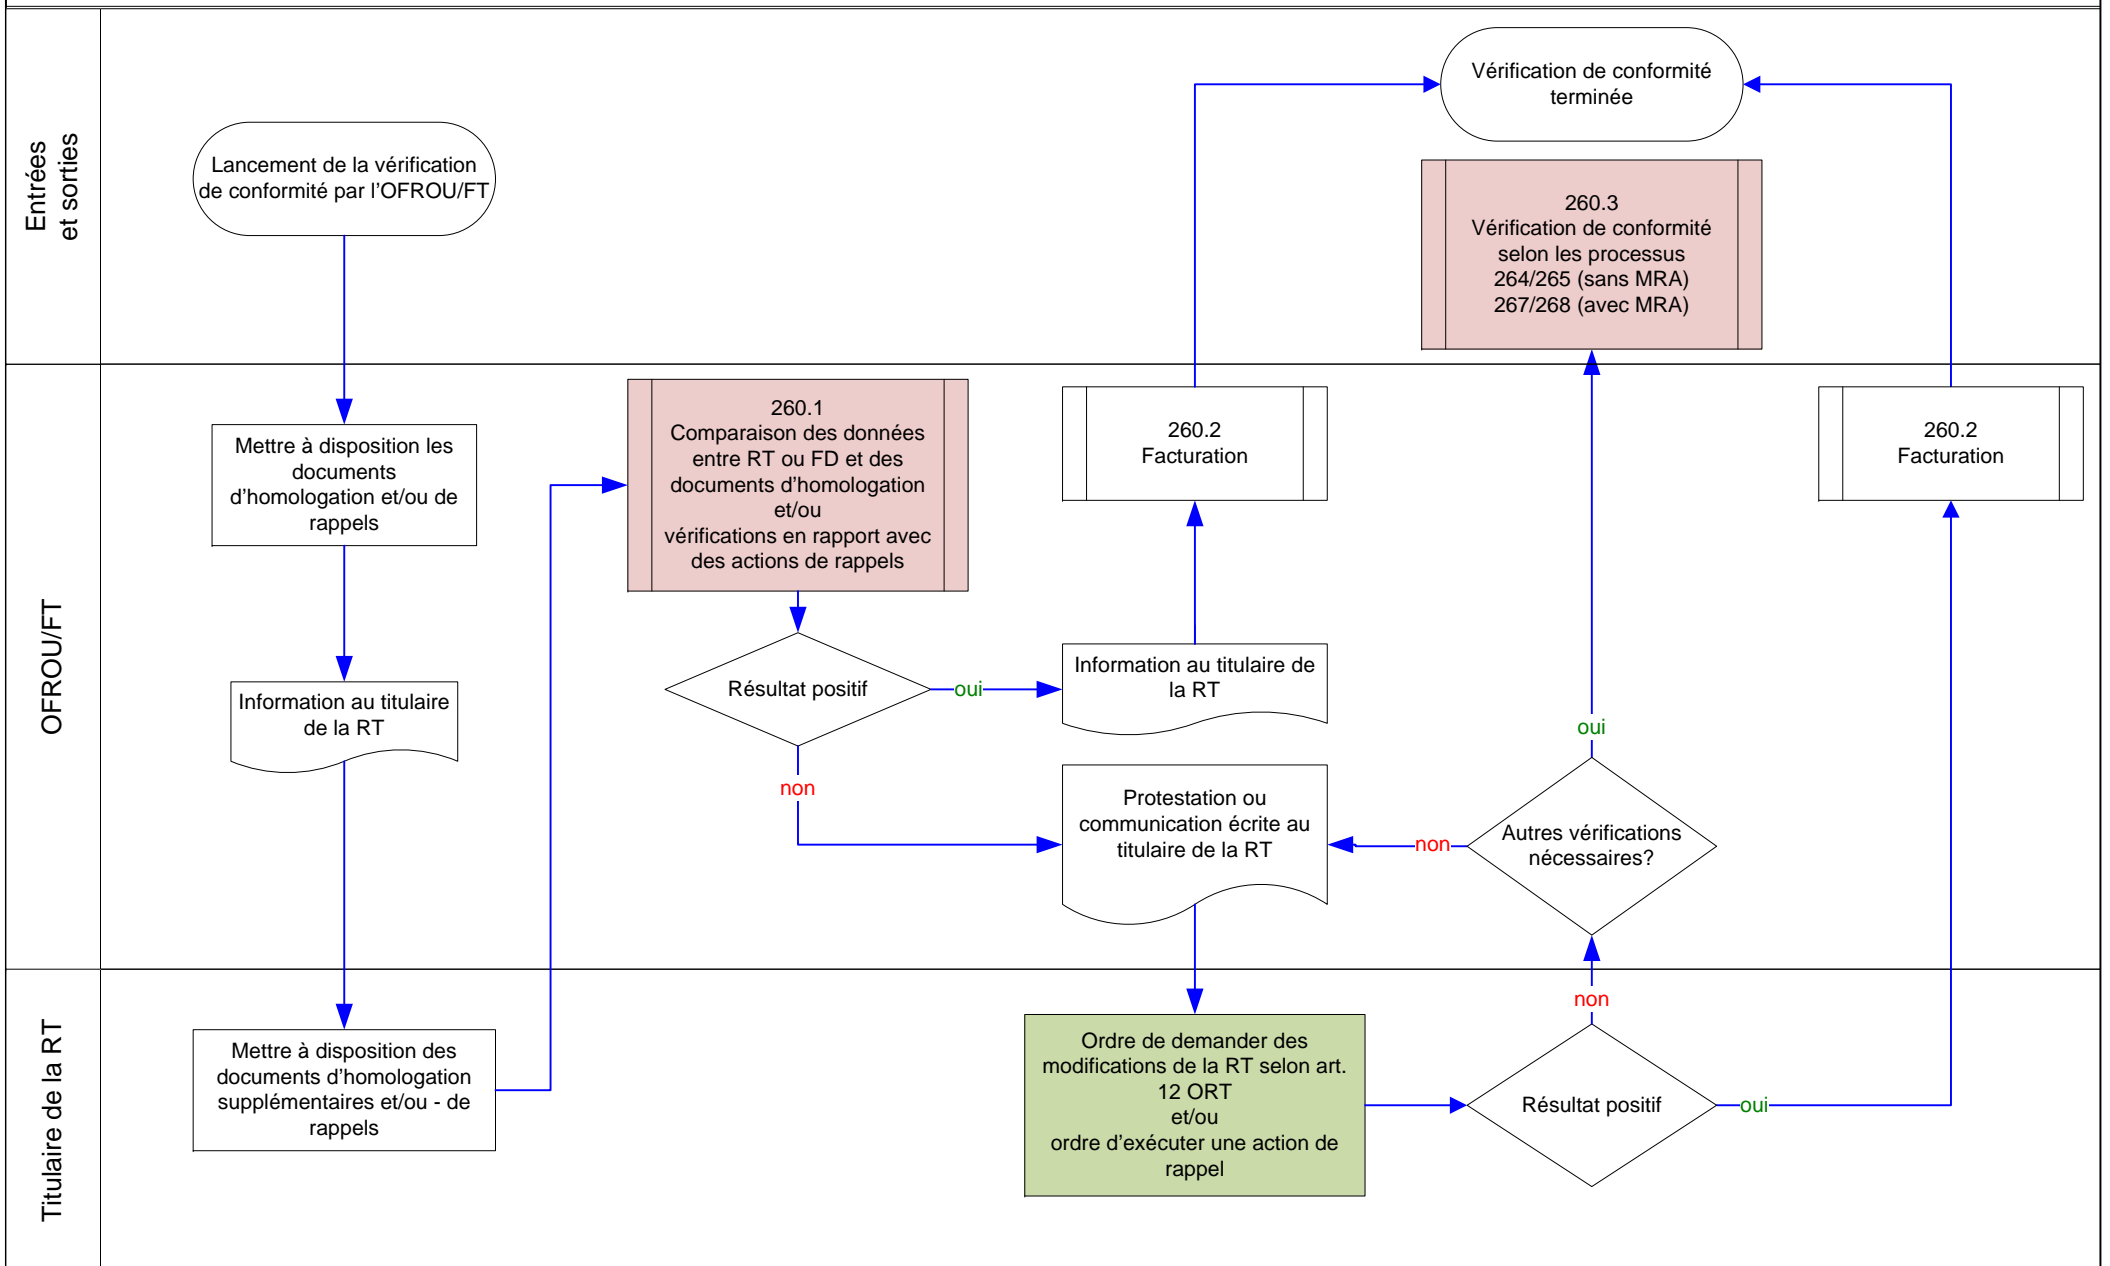 Entrées
et sorties
Lancement de la vérification
de conformité par l'OFROU/FT
Vérification de conformité
terminée
260.3
Vérification de conformité
selon les processus
264/265 (sans MRA)
267/268 (avec MRA)
OFROU/FT
Mettre à disposition les
documents
d'homologation et/ou de
rappels
Information au titulaire
de la RT
260.1
Comparaison des données
entre RT ou FD et des
documents d'homologation
et/ou
vérifications en rapport avec
des actions de rappels
Résultat positif
oui
non
260.2
Facturation
Information au titulaire de
la RT
Protestation ou
communication écrite au
titulaire de la RT
non
oui
Autres vérifications
nécessaires?
260.2
Facturation
Titulaire de la RT
Mettre à disposition des
documents d'homologation
supplémentaires et/ou - de
rappels
Ordre de demander des
modifications de la RT selon art.
12 ORT
et/ou
ordre d'exécuter une action de
rappel
non
Résultat positif
oui